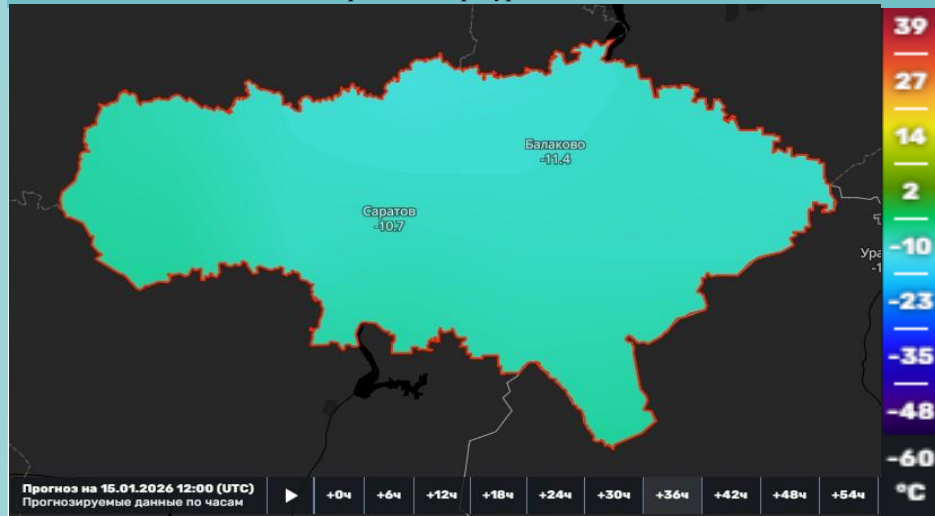 39
27
14
2
-10
-23
-35
-48
-60
°C
Балаково
-11.4
Саратов
-10.7
Прогноз на 15.01.2026 12:00 (UTC)
Прогнозируемые данные по часам
+0ч +6ч +12ч +18ч +24ч +30ч +36ч +42ч +48ч +54ч